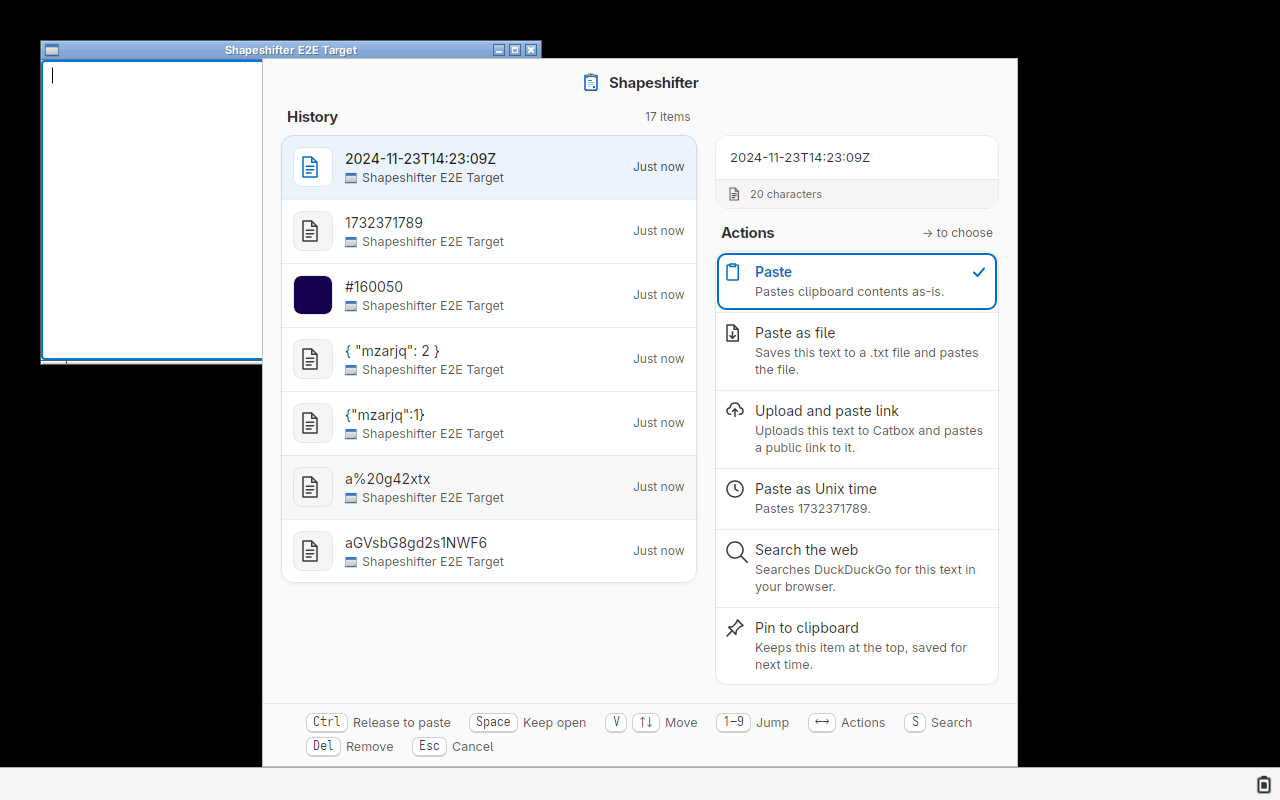 Shapeshifter E2E Target
Shapeshifter
History
17 items
2024-11-23T14:23:09Z
Shapeshifter E2E Target
Just now
1732371789
Shapeshifter E2E Target
Just now
#160050
Shapeshifter E2E Target
Just now
{ "mzarjq": 2 }
Shapeshifter E2E Target
Just now
{"mzarjq":1}
Shapeshifter E2E Target
Just now
a%20g42xtx
Shapeshifter E2E Target
Just now
aGVsbG8gd2s1NWF6
Shapeshifter E2E Target
Just now
2024-11-23T14:23:09Z
20 characters
Actions
→ to choose
Paste
Pastes clipboard contents as-is.
Paste as file
Saves this text to a .txt file and pastes
the file.
Upload and paste link
Uploads this text to Catbox and pastes
a public link to it.
Paste as Unix time
Pastes 1732371789.
Search the web
Searches DuckDuckGo for this text in
your browser.
Pin to clipboard
Keeps this item at the top, saved for
next time.
Ctrl Release to paste Space Keep open V ↑↓ Move 1–9 Jump ↔ Actions S Search
Del Remove Esc Cancel